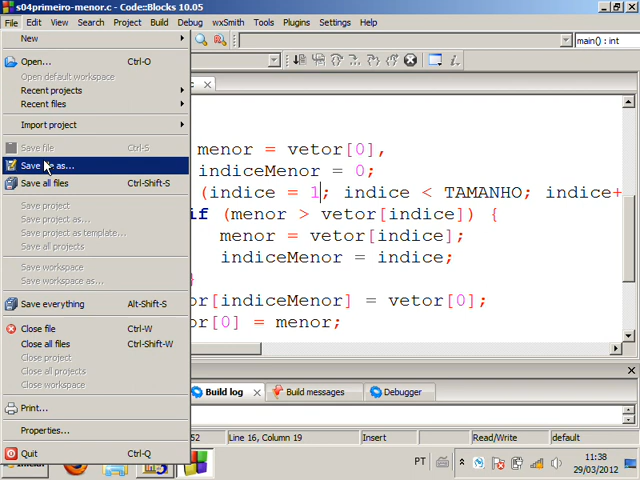 s04primeiro-menor.c - Code::Blocks 10.05
File Edit View Search Project Build Debug wxSmith Tools Plugins Settings Help
main() : int
New
Open... Ctrl-O
Open default workspace
Recent projects
Recent files
Import project
Save file Ctrl-S
Save as...
Save all files Ctrl-Shift-S
Save project
Save project as...
Save project as template...
Save all projects
Save workspace
Save workspace as...
Save everything Alt-Shift-S
Close file Ctrl-W
Close all files Ctrl-Shift-W
Close project
Close all projects
Close workspace
Print...
Properties...
Quit Ctrl-Q
menor = vetor[0],
indiceMenor = 0;
(indice = 1; indice < TAMANHO; indice+
if (menor > vetor[indice]) {
menor = vetor[indice];
indiceMenor = indice;
}
or[indiceMenor] = vetor[0];
or[0] = menor;
Build log Build messages Debugger
52 Line 16, Column 19 Insert Read/Write default
PT
11:38
29/03/2012